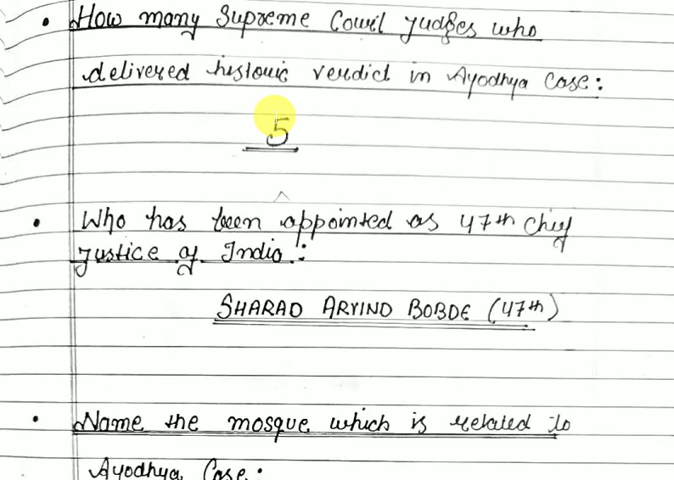 • How many Supreme Court judges who
delivered historic verdict in Ayodhya Case:
5
• Who has been appointed as 47th Chief
Justice of India:
SHARAD ARVIND BOBDE (47th)
• Name the mosque which is related to
Ayodhya Case: